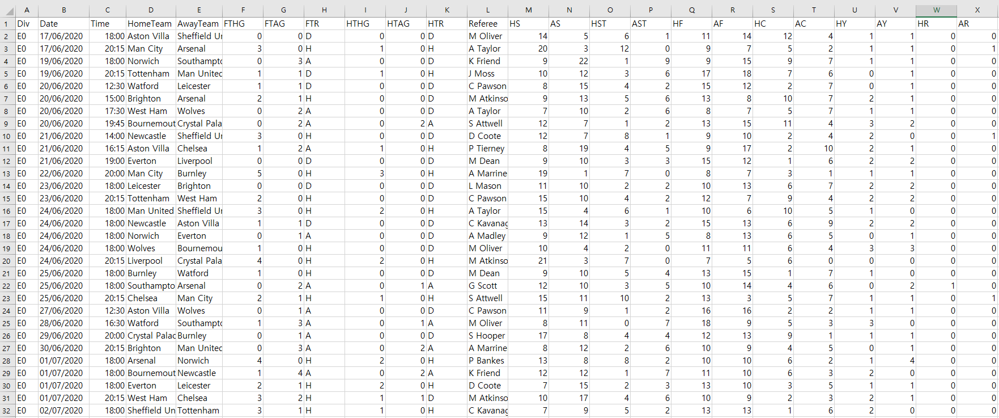 A B C D E F G H I J K L M N O P Q R S T U V W X
1 Div Date Time HomeTeam AwayTeam FTHG FTAG FTR HTHG HTAG HTR Referee HS AS HST AST HF AF HC AC HY AY HR AR
2 E0 17/06/2020 18:00 Aston Villa Sheffield Ur 0 0 D 0 0 D M Oliver 14 5 6 1 11 14 12 4 1 1 0 0
3 E0 17/06/2020 20:15 Man City Arsenal 3 0 H 1 0 H A Taylor 20 3 12 0 9 7 5 2 1 1 0 1
4 E0 19/06/2020 18:00 Norwich Southampto 0 3 A 0 0 D K Friend 9 22 1 9 9 15 9 7 1 1 0 0
5 E0 19/06/2020 20:15 Tottenham Man Unitec 1 1 D 1 0 H J Moss 10 12 3 6 17 18 7 6 0 1 0 0
6 E0 20/06/2020 12:30 Watford Leicester 1 1 D 0 0 D C Pawson 8 15 4 2 15 12 2 7 0 1 0 0
7 E0 20/06/2020 15:00 Brighton Arsenal 2 1 H 0 0 D M Atkinso 9 13 5 6 13 8 10 7 2 1 0 0
8 E0 20/06/2020 17:30 West Ham Wolves 0 2 A 0 0 D A Taylor 7 10 2 6 8 7 5 7 1 1 0 0
9 E0 20/06/2020 19:45 Bournemout Crystal Pala 0 2 A 0 2 A S Attwell 12 7 1 2 13 15 11 4 3 2 0 0
10 E0 21/06/2020 14:00 Newcastle Sheffield Ur 3 0 H 0 0 D D Coote 12 7 8 1 9 10 2 4 2 0 0 1
11 E0 21/06/2020 16:15 Aston Villa Chelsea 1 2 A 1 0 H P Tierney 8 19 4 5 9 17 2 10 2 1 0 0
12 E0 21/06/2020 19:00 Everton Liverpool 0 0 D 0 0 D M Dean 9 10 3 3 15 12 1 6 2 2 0 0
13 E0 22/06/2020 20:00 Man City Burnley 5 0 H 3 0 H A Marrine 19 1 7 0 8 7 3 1 1 1 0 0
14 E0 23/06/2020 18:00 Leicester Brighton 0 0 D 0 0 D L Mason 11 10 2 2 10 13 6 7 2 2 0 0
15 E0 23/06/2020 20:15 Tottenham West Ham 2 0 H 0 0 D C Pawson 15 10 4 2 12 7 9 4 2 2 0 0
16 E0 24/06/2020 18:00 Man United Sheffield Ur 3 0 H 2 0 H A Taylor 15 4 6 1 10 6 10 5 1 0 0 0
17 E0 24/06/2020 18:00 Newcastle Aston Villa 1 1 D 0 0 D C Kavanag 13 14 3 2 15 13 6 9 2 2 0 0
18 E0 24/06/2020 18:00 Norwich Everton 0 1 A 0 0 D A Madley 9 12 1 5 8 13 6 5 0 1 0 0
19 E0 24/06/2020 18:00 Wolves Bournemou 1 0 H 0 0 D M Oliver 10 4 2 0 11 11 6 4 3 3 0 0
20 E0 24/06/2020 20:15 Liverpool Crystal Pala 4 0 H 2 0 H M Atkinso 21 3 7 0 7 5 6 0 0 0 0 0
21 E0 25/06/2020 18:00 Burnley Watford 1 0 H 0 0 D M Dean 9 10 5 4 13 15 1 7 1 0 0 0
22 E0 25/06/2020 18:00 Southampto Arsenal 0 2 A 0 1 A G Scott 12 10 3 5 10 14 4 6 0 2 1 0
23 E0 25/06/2020 20:15 Chelsea Man City 2 1 H 1 0 H S Attwell 15 11 10 2 13 3 5 7 1 1 0 1
24 E0 27/06/2020 12:30 Aston Villa Wolves 0 1 A 0 0 D C Pawson 11 9 1 2 16 16 2 2 1 1 0 0
25 E0 28/06/2020 16:30 Watford Southampto 1 3 A 0 1 A M Oliver 8 11 0 7 18 9 5 3 3 0 0 0
26 E0 29/06/2020 20:00 Crystal Palac Burnley 0 1 A 0 0 D S Hooper 17 8 4 4 12 13 9 1 1 1 0 0
27 E0 30/06/2020 20:15 Brighton Man Unitec 0 3 A 0 2 A A Marrine 8 12 2 6 10 9 4 5 0 1 0 0
28 E0 01/07/2020 18:00 Arsenal Norwich 4 0 H 2 0 H P Bankes 13 8 8 2 10 10 6 2 1 4 0 0
29 E0 01/07/2020 18:00 Bournemout Newcastle 1 4 A 0 2 A K Friend 12 12 1 7 11 10 6 3 2 0 0 0
30 E0 01/07/2020 18:00 Everton Leicester 2 1 H 2 0 H D Coote 7 15 2 3 13 10 3 5 1 1 0 0
31 E0 01/07/2020 20:15 West Ham Chelsea 3 2 H 1 1 D M Atkinso 10 17 4 6 10 9 2 3 2 1 0 0
32 E0 02/07/2020 18:00 Sheffield Un Tottenham 3 1 H 1 0 H C Kavanag 7 9 5 2 13 13 1 6 2 0 0 0